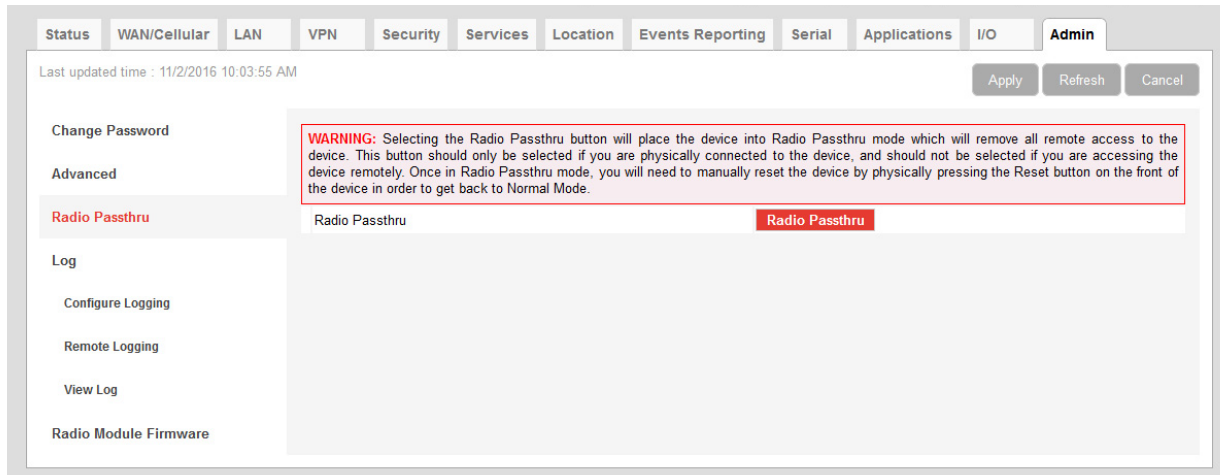 Status WAN/Cellular LAN VPN Security Services Location Events Reporting Serial Applications I/O Admin
Last updated time : 11/2/2016 10:03:55 AM
Apply Refresh Cancel
Change Password
Advanced
Radio Passthru
Log
Configure Logging
Remote Logging
View Log
Radio Module Firmware
WARNING: Selecting the Radio Passthru button will place the device into Radio Passthru mode which will remove all remote access to the
device. This button should only be selected if you are physically connected to the device, and should not be selected if you are accessing the
device remotely. Once in Radio Passthru mode, you will need to manually reset the device by physically pressing the Reset button on the front of
the device in order to get back to Normal Mode.
Radio Passthru Radio Passthru